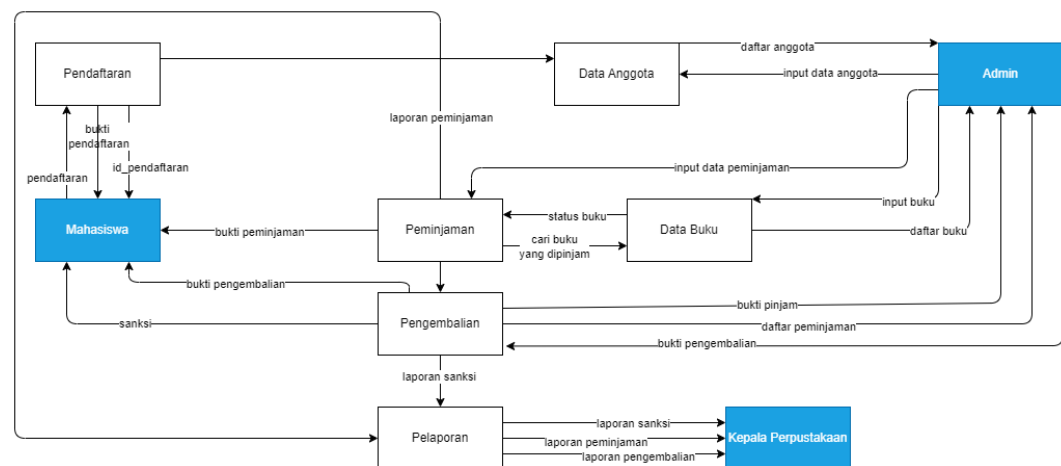 daftar anggota
Pendaftaran
Data Anggota
input data anggota
Admin
laporan peminjaman
bukti
pendaftaran
id_pendaftaran
pendaftaran
input data peminjaman
input buku
status buku
Mahasiswa
bukti peminjaman
Peminjaman
Data Buku
daftar buku
cari buku
yang dipinjam
bukti pengembalian
bukti pinjam
sanksi
Pengembalian
daftar peminjaman
bukti pengembalian
laporan sanksi
laporan sanksi
Pelaporan
Kepala Perpustakaan
laporan peminjaman
laporan pengembalian